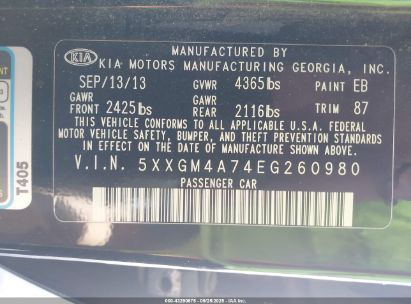 MANUFACTURED BY
KIA KIA MOTORS MANUFACTURING GEORGIA, INC.
SEP/13/13 GVWR 4365lbs PAINT EB
GAWR GAWR
FRONT 2425lbs REAR 2116lbs TRIM 87
THIS VEHICLE CONFORMS TO ALL APPLICABLE U.S.A. FEDERAL
MOTOR VEHICLE SAFETY, BUMPER, AND THEFT PREVENTION STANDARDS
IN EFFECT ON THE DATE OF MANUFACTURE SHOWN ABOVE.
V.I.N. 5XXGM4A74EG260980
PASSENGER CAR
T405